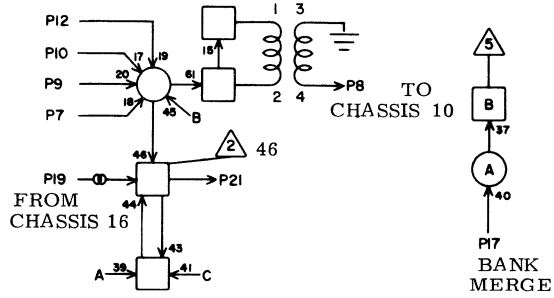 P12
1 3
P10
17 19
15
P9
20
61
P7
18
45
B
2 4
P8
TO
CHASSIS 10
5
B
37
A
40
P17
BANK
MERGE
46
2 46
P19
P21
FROM
CHASSIS 16
44
43
A 39
41 C